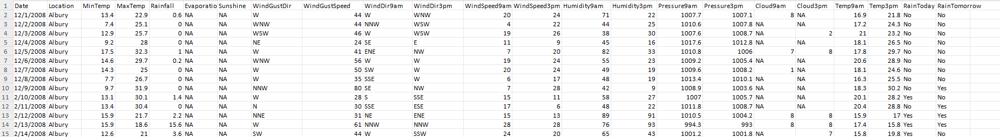 1 Date Location MinTemp MaxTemp Rainfall Evaporatio Sunshine WindGustDir WindGustSpeed WindDir9am WindDir3pm WindSpeed9am WindSpeed3pm Humidity9am Humidity3pm Pressure9am Pressure3pm Cloud9am Cloud3pm Temp9am Temp3pm RainToday RainTomorrow
2 12/1/2008 Albury 13.4 22.9 0.6 NA NA W 44 W WNW 20 24 71 22 1007.7 1007.1 8 NA 16.9 21.8 No No
3 12/2/2008 Albury 7.4 25.1 0 NA NA WNW 44 NNW WSW 4 22 44 25 1010.6 1007.8 NA NA 17.2 24.3 No No
4 12/3/2008 Albury 12.9 25.7 0 NA NA WSW 46 W WSW 19 26 38 30 1007.6 1008.7 NA 2 21 23.2 No No
5 12/4/2008 Albury 9.2 28 0 NA NA NE 24 SE E 11 9 45 16 1017.6 1012.8 NA NA 18.1 26.5 No No
6 12/5/2008 Albury 17.5 32.3 1 NA NA W 41 ENE NW 7 20 82 33 1010.8 1006 7 8 17.8 29.7 No No
7 12/6/2008 Albury 14.6 29.7 0.2 NA NA WNW 56 W W 19 24 55 23 1009.2 1005.4 NA NA 20.6 28.9 No No
8 12/7/2008 Albury 14.3 25 0 NA NA W 50 SW W 20 24 49 19 1009.6 1008.2 1 NA 18.1 24.6 No No
9 12/8/2008 Albury 7.7 26.7 0 NA NA W 35 SSE W 6 17 48 19 1013.4 1010.1 NA NA 16.3 25.5 No No
10 12/9/2008 Albury 9.7 31.9 0 NA NA NNW 80 SE NW 7 28 42 9 1008.9 1003.6 NA NA 18.3 30.2 No Yes
11 2/10/2008 Albury 13.1 30.1 1.4 NA NA W 28 S SSE 15 11 58 27 1007 1005.7 NA NA 20.1 28.2 Yes No
12 2/11/2008 Albury 13.4 30.4 0 NA NA N 30 SSE ESE 17 6 48 22 1011.8 1008.7 NA NA 20.4 28.8 No Yes
13 2/12/2008 Albury 15.9 21.7 2.2 NA NA NNE 31 NE ENE 15 13 89 91 1010.5 1004.2 8 8 15.9 17 Yes Yes
14 2/13/2008 Albury 15.9 18.6 15.6 NA NA W 61 NNW NNW 28 28 76 93 994.3 993 8 8 17.4 15.8 Yes Yes
15 2/14/2008 Albury 12.6 21 3.6 NA NA SW 44 W SSW 24 20 65 43 1001.2 1001.8 NA 7 15.8 19.8 Yes No